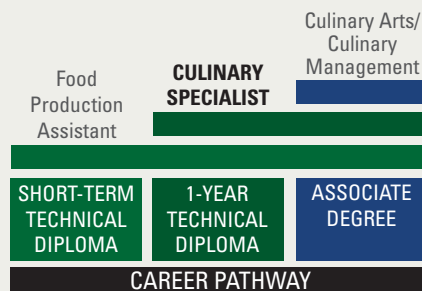 Culinary Arts/
Culinary
Management
CULINARY
SPECIALIST
Food
Production
Assistant
SHORT-TERM
TECHNICAL
DIPLOMA
1-YEAR
TECHNICAL
DIPLOMA
ASSOCIATE
DEGREE
CAREER PATHWAY